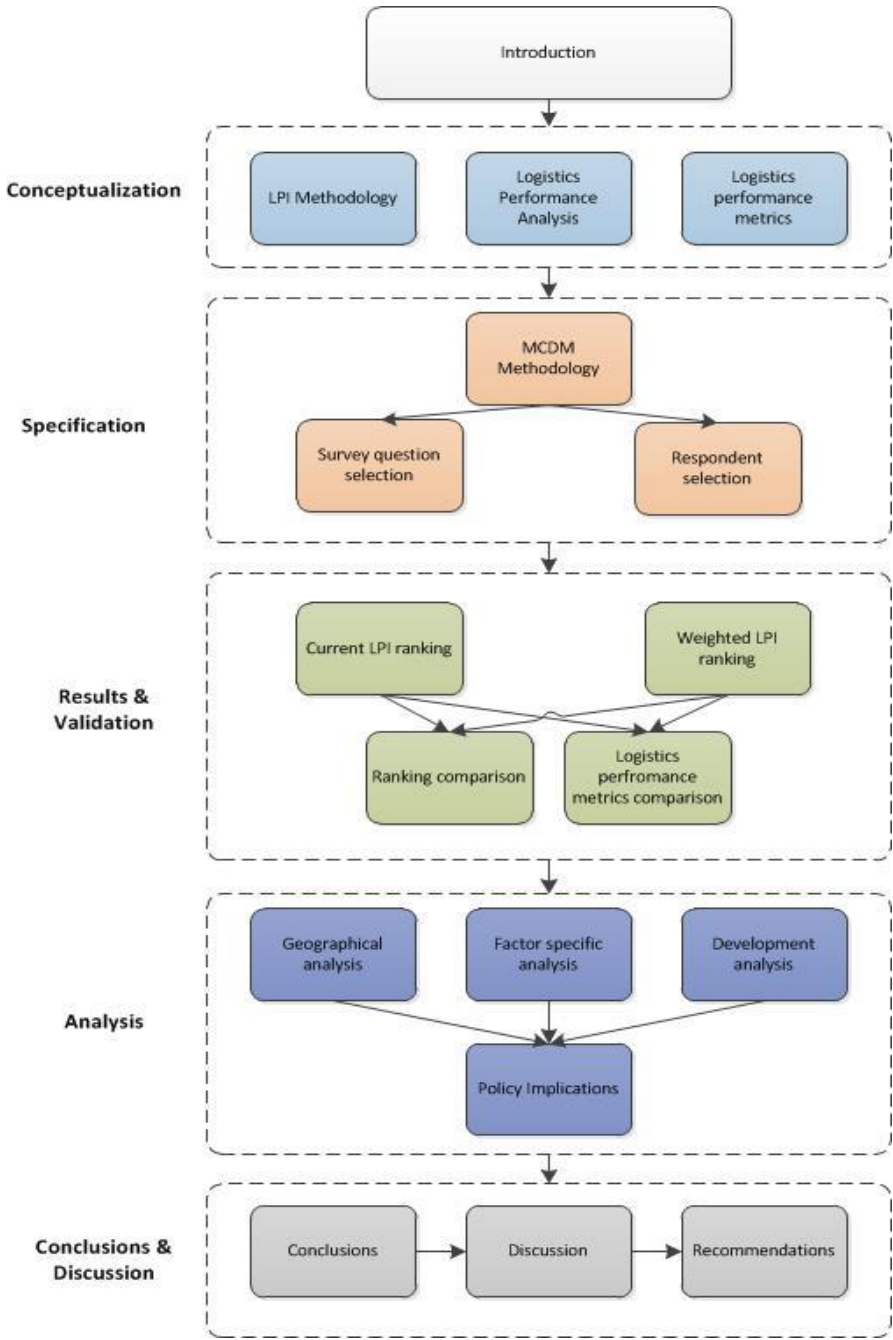 Introduction
Conceptualization
LPI Methodology
Logistics
Performance
Analysis
Logistics
performance
metrics
Specification
MCDM
Methodology
Survey question
selection
Respondent
selection
Results &
Validation
Current LPI ranking
Weighted LPI
ranking
Ranking comparison
Logistics
perfromance
metrics comparison
Analysis
Geographical
analysis
Factor specific
analysis
Development
analysis
Policy Implications
Conclusions &
Discussion
Conclusions
Discussion
Recommendations